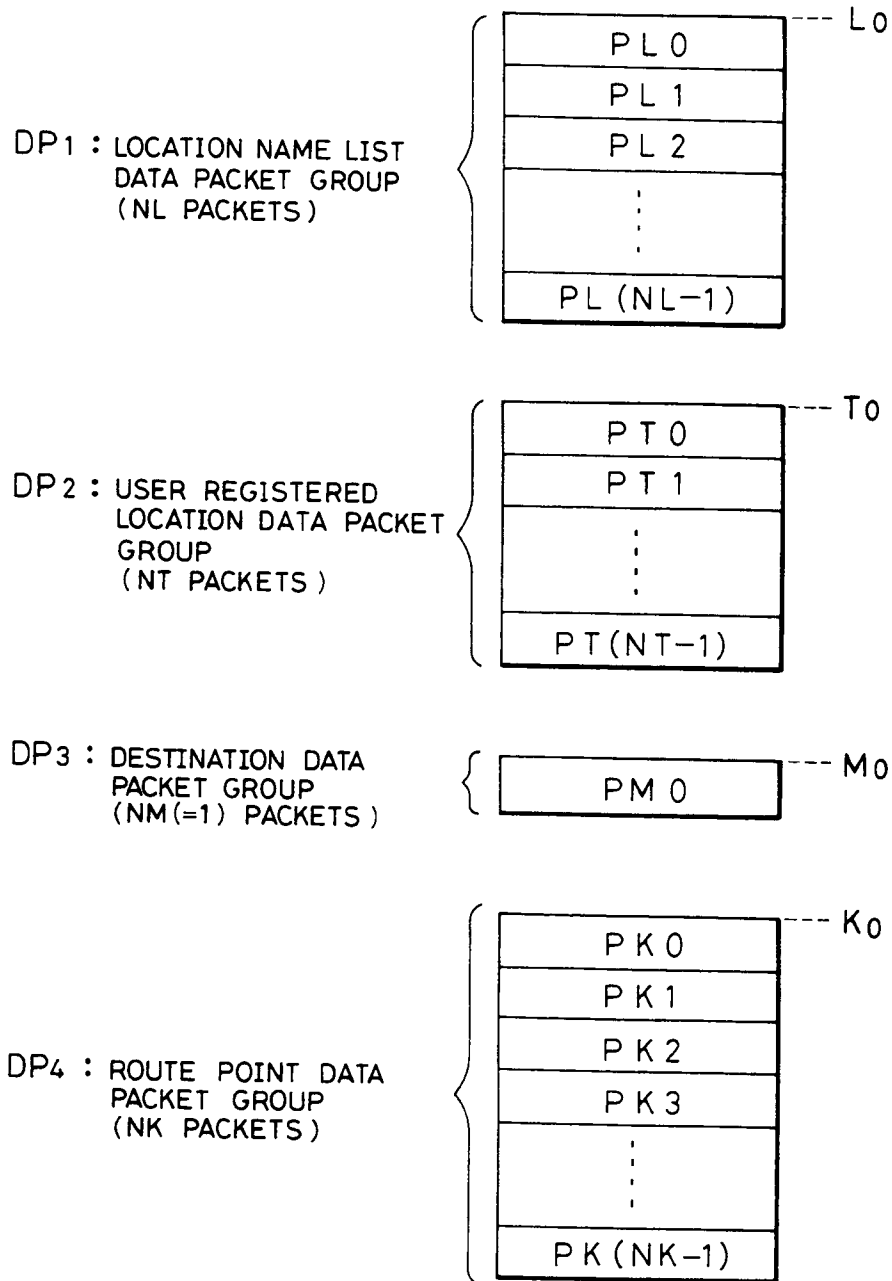 L0
PL0
PL1
DP1 : LOCATION NAME LIST
DATA PACKET GROUP
(NL PACKETS)
PL2
PL(NL-1)
T0
PT0
PT1
DP2 : USER REGISTERED
LOCATION DATA PACKET
GROUP
(NT PACKETS)
PT(NT-1)
DP3 : DESTINATION DATA
PACKET GROUP
(NM(=1) PACKETS)
M0
PM0
K0
PK0
PK1
PK2
DP4 : ROUTE POINT DATA
PACKET GROUP
(NK PACKETS)
PK3
PK(NK-1)